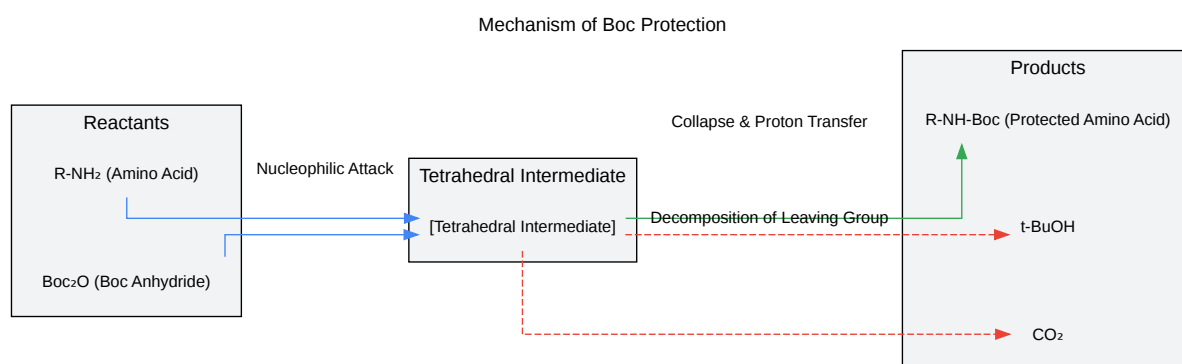 Mechanism of Boc Protection
Reactants
R-NH₂ (Amino Acid)
Boc₂O (Boc Anhydride)
Nucleophilic Attack
Tetrahedral Intermediate
[Tetrahedral Intermediate]
Collapse & Proton Transfer
Decomposition of Leaving Group
Products
R-NH-Boc (Protected Amino Acid)
t-BuOH
CO₂